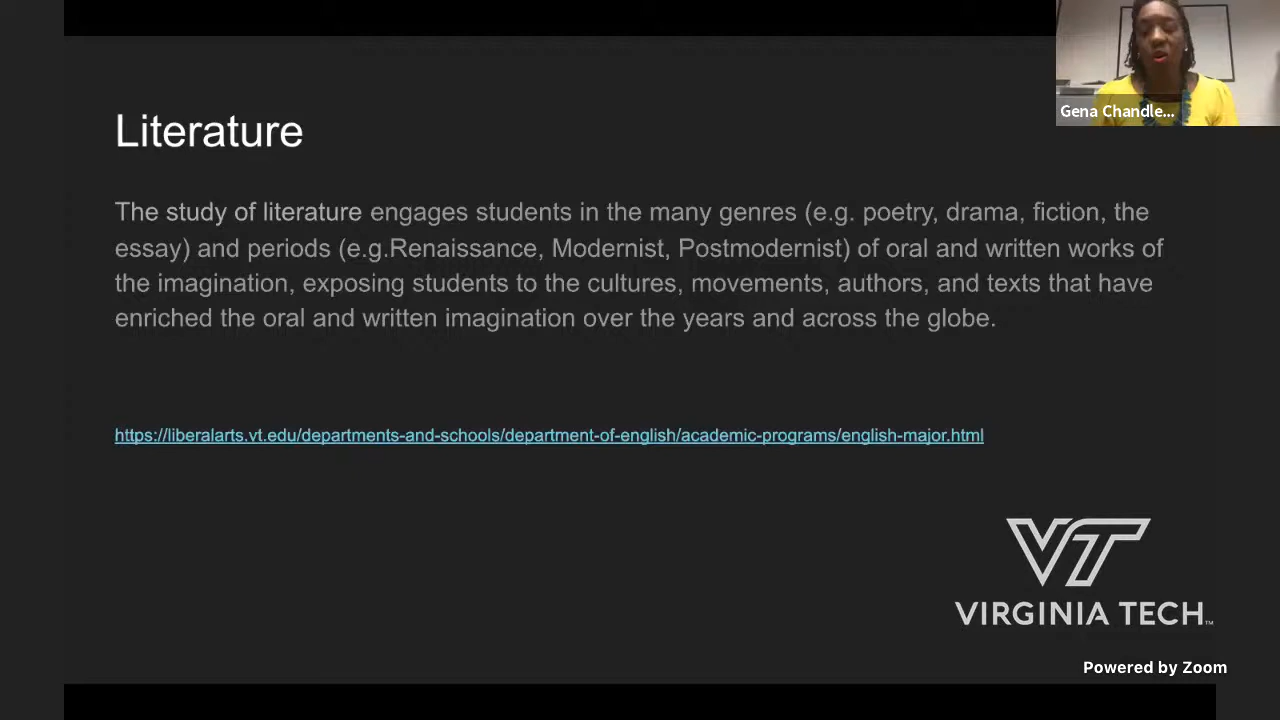 Literature
The study of literature engages students in the many genres (e.g. poetry, drama, fiction, the
essay) and periods (e.g.Renaissance, Modernist, Postmodernist) of oral and written works of
the imagination, exposing students to the cultures, movements, authors, and texts that have
enriched the oral and written imagination over the years and across the globe.
https://liberalarts.vt.edu/departments-and-schools/department-of-english/academic-programs/english-major.html
Gena Chandle...
VT
VIRGINIA TECH™
Powered by Zoom